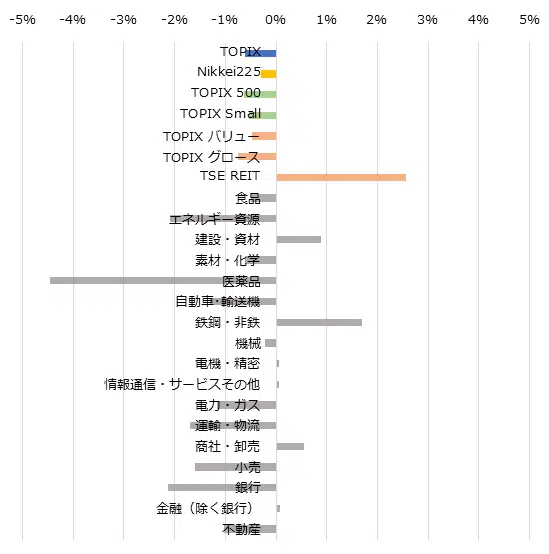 -5% -4% -3% -2% -1% 0% 1% 2% 3% 4% 5%
TOPIX
Nikkei225
TOPIX 500
TOPIX Small
TOPIX バリュー
TOPIX グロース
TSE REIT
食品
エネルギー資源
建設・資材
素材・化学
医薬品
自動車･輸送機
鉄鋼・非鉄
機械
電機・精密
情報通信・サービスその他
電力・ガス
運輸・物流
商社・卸売
小売
銀行
金融（除く銀行）
不動産